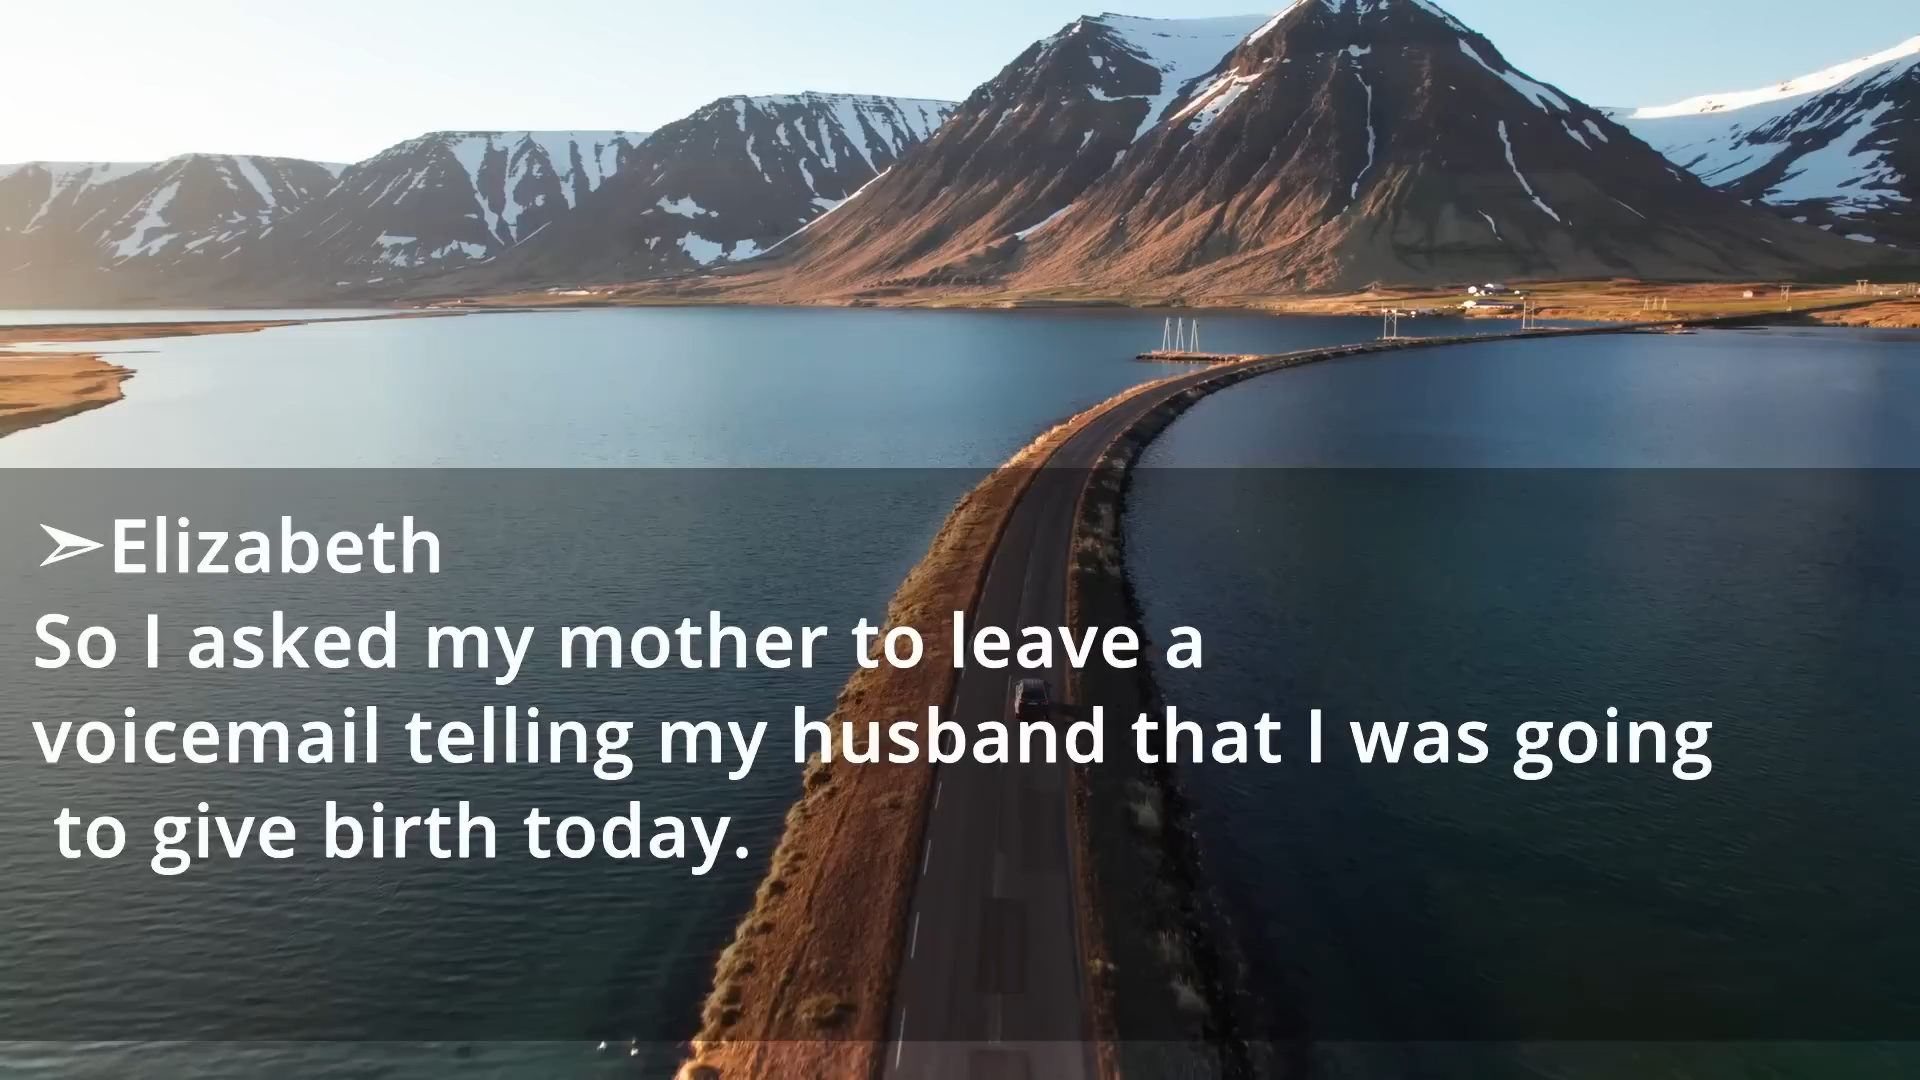 ➢Elizabeth
So I asked my mother to leave a
voicemail telling my husband that I was going
to give birth today.